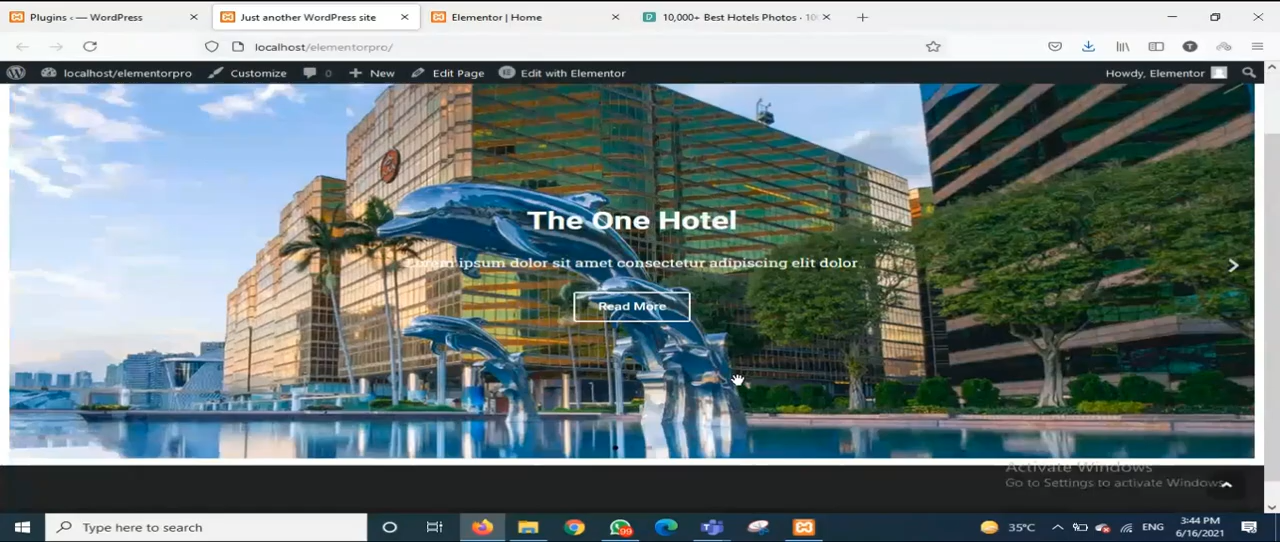 Plugins ‹ — WordPress
Just another WordPress site
Elementor | Home
10,000+ Best Hotels Photos · 10
localhost/elementorpro/
localhost/elementorpro
Customize
0
New
Edit Page
Edit with Elementor
Howdy, Elementor
The One Hotel
Lorem ipsum dolor sit amet consectetur adipiscing elit dolor
Read More
Activate Windows
Go to Settings to activate Windows.
Type here to search
99
35°C
ENG
3:44 PM
6/16/2021